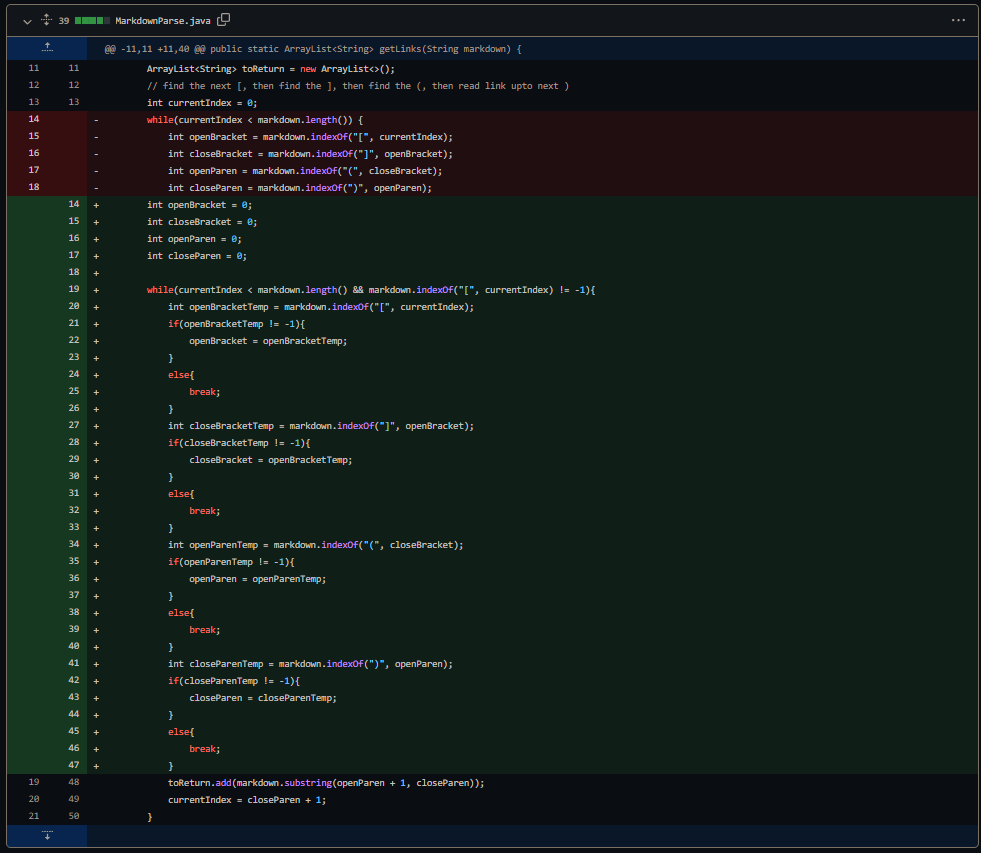 39 MarkdownParse.java ...
@@ -11,11 +11,40 @@ public static ArrayList<String> getLinks(String markdown) {
11 11 ArrayList<String> toReturn = new ArrayList<>();
12 12 // find the next [, then find the ], then find the (, then read link upto next )
13 13 int currentIndex = 0;
14 - while(currentIndex < markdown.length()) {
15 - int openBracket = markdown.indexOf("[", currentIndex);
16 - int closeBracket = markdown.indexOf("]", openBracket);
17 - int openParen = markdown.indexOf("(", closeBracket);
18 - int closeParen = markdown.indexOf(")", openParen);
14 + int openBracket = 0;
15 + int closeBracket = 0;
16 + int openParen = 0;
17 + int closeParen = 0;
18 +
19 + while(currentIndex < markdown.length() && markdown.indexOf("[", currentIndex) != -1){
20 + int openBracketTemp = markdown.indexOf("[", currentIndex);
21 + if(openBracketTemp != -1){
22 + openBracket = openBracketTemp;
23 + }
24 + else{
25 + break;
26 + }
27 + int closeBracketTemp = markdown.indexOf("]", openBracket);
28 + if(closeBracketTemp != -1){
29 + closeBracket = openBracketTemp;
30 + }
31 + else{
32 + break;
33 + }
34 + int openParenTemp = markdown.indexOf("(", closeBracket);
35 + if(openParenTemp != -1){
36 + openParen = openParenTemp;
37 + }
38 + else{
39 + break;
40 + }
41 + int closeParenTemp = markdown.indexOf(")", openParen);
42 + if(closeParenTemp != -1){
43 + closeParen = closeParenTemp;
44 + }
45 + else{
46 + break;
47 + }
19 48 toReturn.add(markdown.substring(openParen + 1, closeParen));
20 49 currentIndex = closeParen + 1;
21 50 }